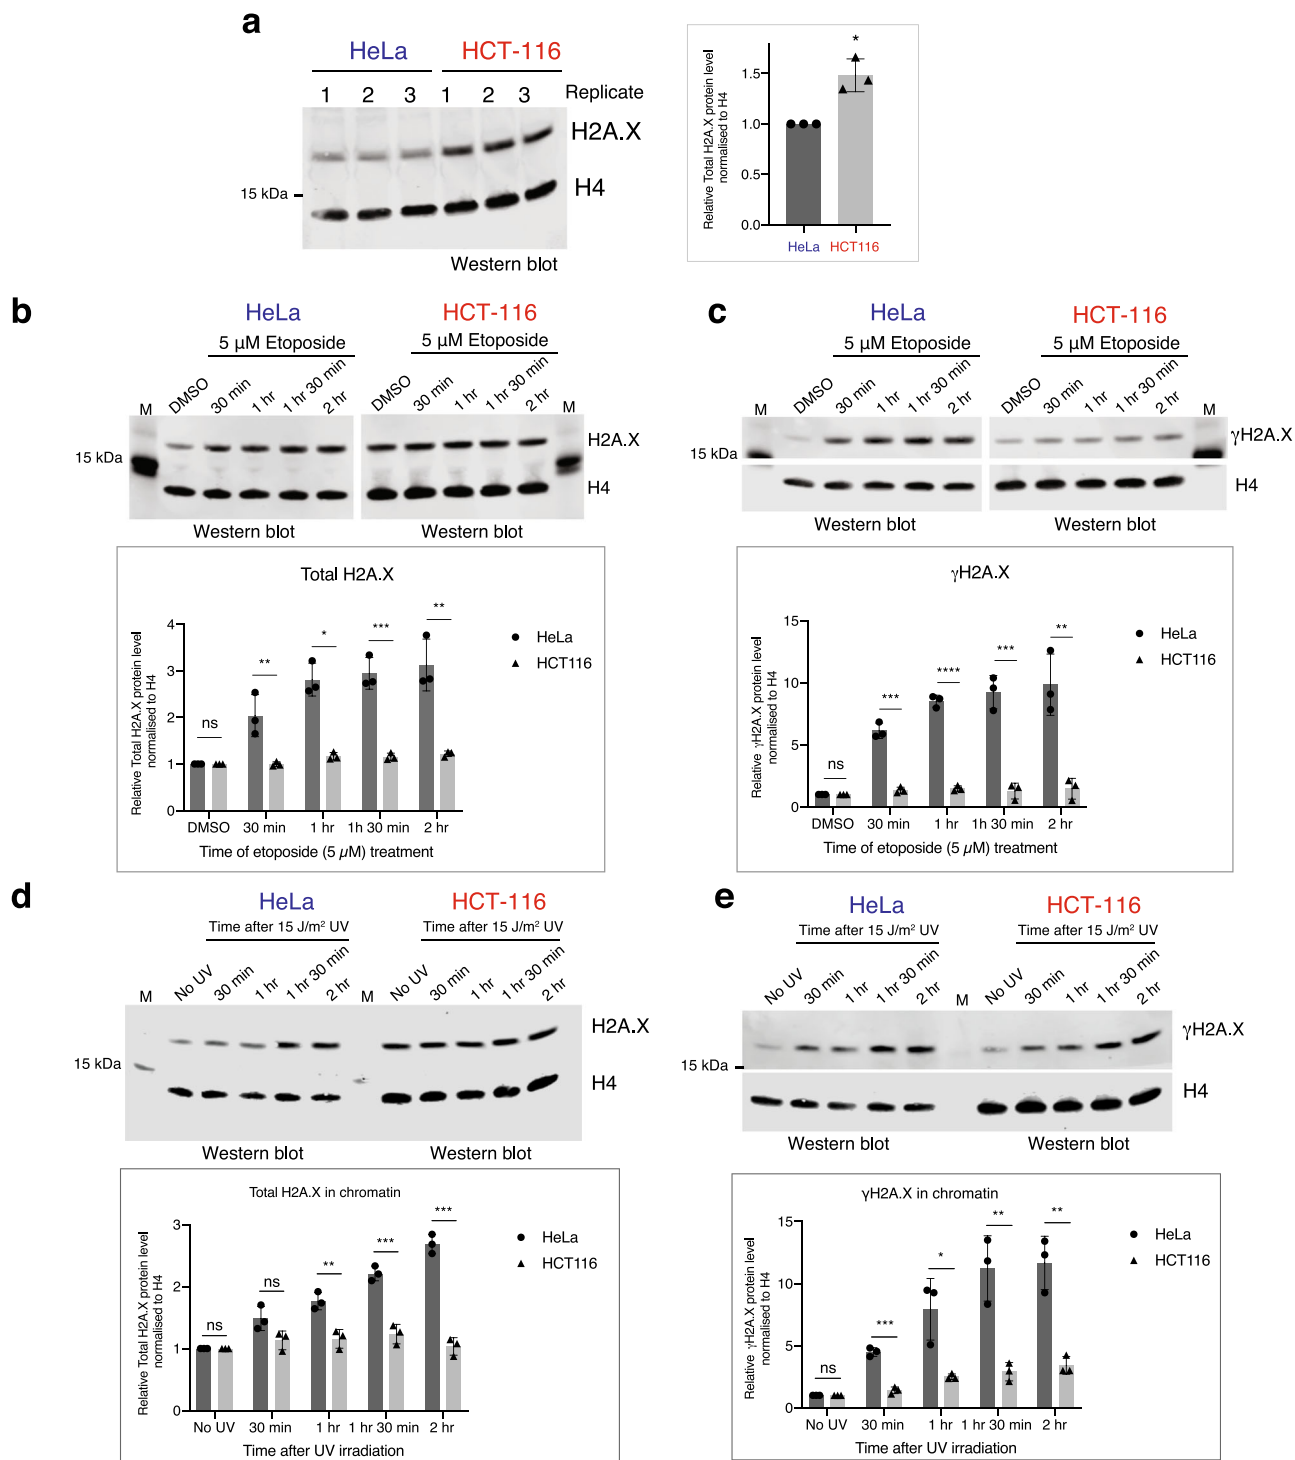 a
HeLa HCT-116
1 2 3 1 2 3 Replicate
H2A.X
15 kDa
H4
Western blot
Relative Total H2A.X protein level
normalised to H4
*
1.5
1.0
0.5
0.0
HeLa HCT116
b
HeLa HCT-116
5 μM Etoposide 5 μM Etoposide
M DMSO 30 min 1 hr 1 hr 30 min 2 hr DMSO 30 min 1 hr 1 hr 30 min 2 hr M
H2A.X
15 kDa
H4
Western blot Western blot
Total H2A.X
Relative Total H2A.X protein level
normalised to H4
4
3
2
1
0
ns ** * *** **
HeLa
HCT116
DMSO 30 min 1 hr 1h 30 min 2 hr
Time of etoposide (5 μM) treatment
c
HeLa HCT-116
5 μM Etoposide 5 μM Etoposide
M DMSO 30 min 1 hr 1 hr 30 min 2 hr DMSO 30 min 1 hr 1 hr 30 min 2 hr M
γH2A.X
15 kDa
H4
Western blot Western blot
γH2A.X
Relative γH2A.X protein level
normalised to H4
15
10
5
0
ns *** **** *** **
HeLa
HCT116
DMSO 30 min 1 hr 1h 30 min 2 hr
Time of etoposide (5 μM) treatment
d
HeLa HCT-116
Time after 15 J/m² UV Time after 15 J/m² UV
M No UV 30 min 1 hr 1 hr 30 min 2 hr M No UV 30 min 1 hr 1 hr 30 min 2 hr
H2A.X
15 kDa
H4
Western blot Western blot
Total H2A.X in chromatin
Relative Total H2A.X protein level
normalised to H4
3
2
1
0
ns ns ** *** ***
HeLa
HCT116
No UV 30 min 1 hr 1 hr 30 min 2 hr
Time after UV irradiation
e
HeLa HCT-116
Time after 15 J/m² UV Time after 15 J/m² UV
No UV 30 min 1 hr 1 hr 30 min 2 hr M No UV 30 min 1 hr 1 hr 30 min 2 hr
γH2A.X
15 kDa
H4
Western blot Western blot
γH2A.X in chromatin
Relative γH2A.X protein level
normalised to H4
15
10
5
0
ns *** * ** **
HeLa
HCT116
No UV 30 min 1 hr 1 hr 30 min 2 hr
Time after UV irradiation